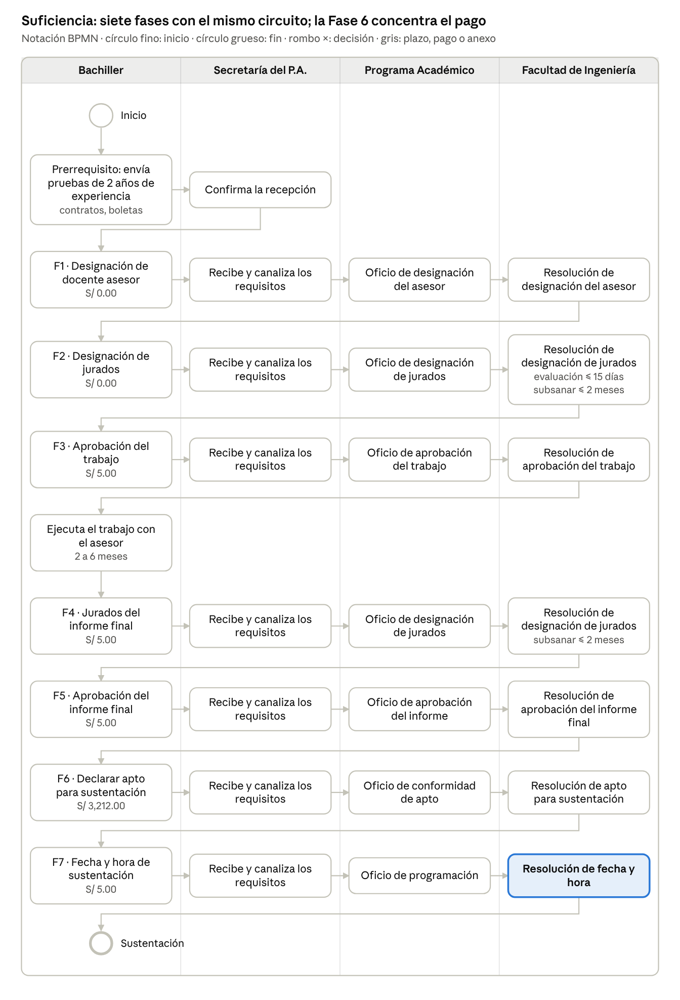 Suficiencia: siete fases con el mismo circuito; la Fase 6 concentra el pago
Notación BPMN · círculo fino: inicio · círculo grueso: fin · rombo ×: decisión · gris: plazo, pago o anexo
Bachiller
Secretaría del P.A.
Programa Académico
Facultad de Ingeniería
Inicio
Prerrequisito: envía
pruebas de 2 años de
experiencia
contratos, boletas
Confirma la recepción
F1 · Designación de
docente asesor
S/ 0.00
Recibe y canaliza los
requisitos
Oficio de designación
del asesor
Resolución de
designación del asesor
F2 · Designación de
jurados
S/ 0.00
Recibe y canaliza los
requisitos
Oficio de designación
de jurados
Resolución de
designación de jurados
evaluación ≤ 15 días
subsanar ≤ 2 meses
F3 · Aprobación del
trabajo
S/ 5.00
Recibe y canaliza los
requisitos
Oficio de aprobación
del trabajo
Resolución de
aprobación del trabajo
Ejecuta el trabajo con
el asesor
2 a 6 meses
F4 · Jurados del
informe final
S/ 5.00
Recibe y canaliza los
requisitos
Oficio de designación
de jurados
Resolución de
designación de jurados
subsanar ≤ 2 meses
F5 · Aprobación del
informe final
S/ 5.00
Recibe y canaliza los
requisitos
Oficio de aprobación
del informe
Resolución de
aprobación del informe
final
F6 · Declarar apto
para sustentación
S/ 3,212.00
Recibe y canaliza los
requisitos
Oficio de conformidad
de apto
Resolución de apto
para sustentación
F7 · Fecha y hora de
sustentación
S/ 5.00
Recibe y canaliza los
requisitos
Oficio de programación
Resolución de fecha y
hora
Sustentación